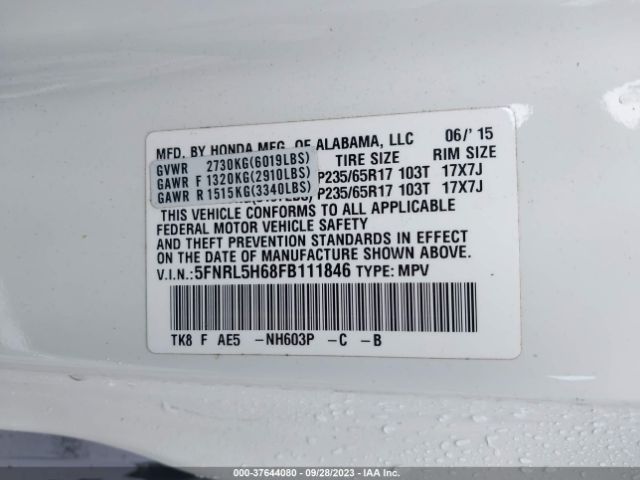 MFD. BY HONDA MFG. OF ALABAMA, LLC 06/'15
GVWR 2730KG(6019LBS) TIRE SIZE RIM SIZE
GAWR F 1320KG(2910LBS) P235/65R17 103T 17X7J
GAWR R 1515KG(3340LBS) P235/65R17 103T 17X7J
THIS VEHICLE CONFORMS TO ALL APPLICABLE
FEDERAL MOTOR VEHICLE SAFETY
AND THEFT PREVENTION STANDARDS IN EFFECT
ON THE DATE OF MANUFACTURE SHOWN ABOVE.
V.I.N.:5FNRL5H68FB111846 TYPE: MPV
TK8 F AE5 -NH603P -C -B
000-37644080 - 09/28/2023 - IAA Inc.